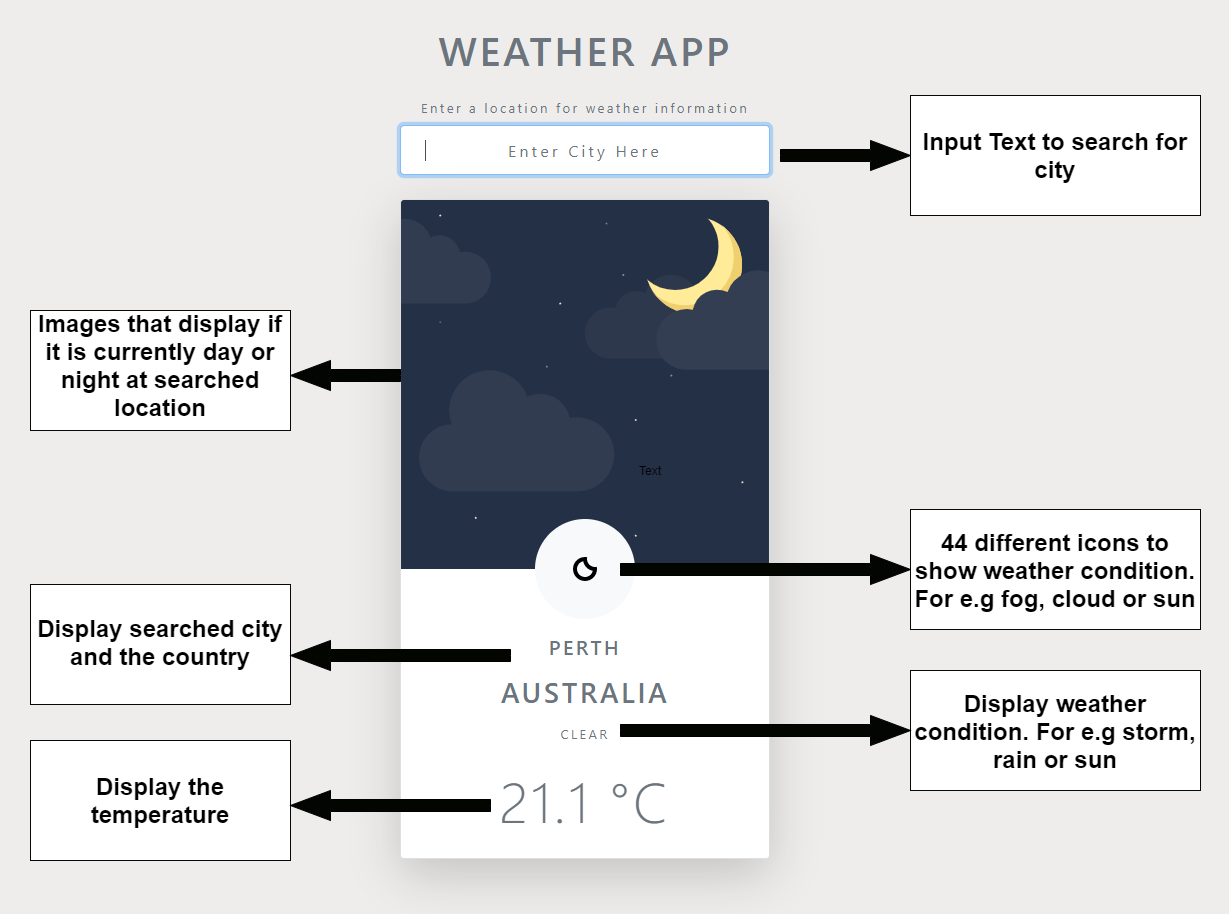 WEATHER APP
Enter a location for weather information
Enter City Here
Input Text to search for
city
Images that display if
it is currently day or
night at searched
location
Text
44 different icons to
show weather condition.
For e.g fog, cloud or sun
Display searched city
and the country
PERTH
AUSTRALIA
CLEAR
Display weather
condition. For e.g storm,
rain or sun
Display the
temperature
21.1 °C